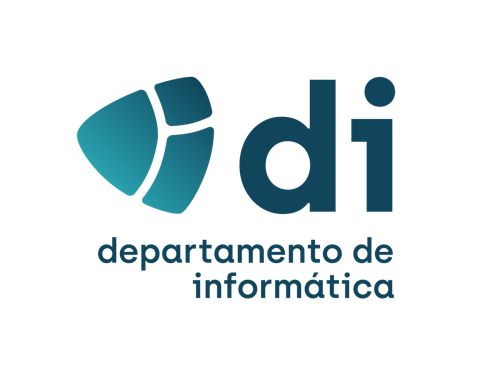 di
departamento de
informática